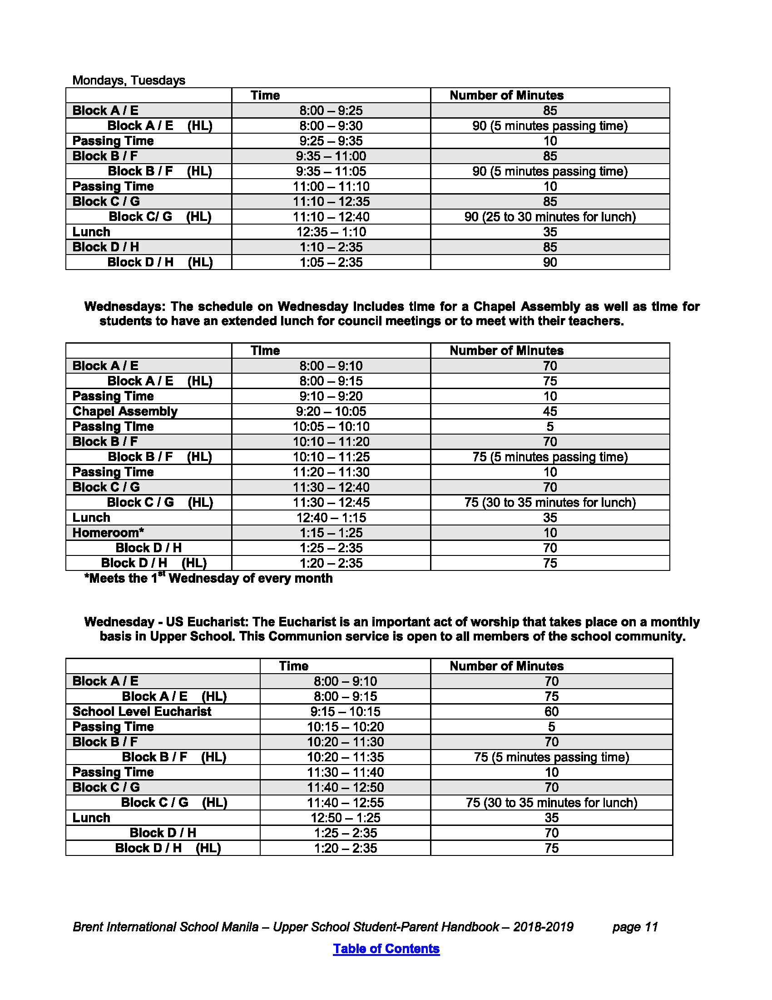 Mondays, Tuesdays
Time Number of Minutes
Block A / E 8:00 – 9:25 85
Block A / E (HL) 8:00 – 9:30 90 (5 minutes passing time)
Passing Time 9:25 – 9:35 10
Block B / F 9:35 – 11:00 85
Block B / F (HL) 9:35 – 11:05 90 (5 minutes passing time)
Passing Time 11:00 – 11:10 10
Block C / G 11:10 – 12:35 85
Block C/ G (HL) 11:10 – 12:40 90 (25 to 30 minutes for lunch)
Lunch 12:35 – 1:10 35
Block D / H 1:10 – 2:35 85
Block D / H (HL) 1:05 – 2:35 90
Wednesdays: The schedule on Wednesday includes time for a Chapel Assembly as well as time for
students to have an extended lunch for council meetings or to meet with their teachers.
Time Number of Minutes
Block A / E 8:00 – 9:10 70
Block A / E (HL) 8:00 – 9:15 75
Passing Time 9:10 – 9:20 10
Chapel Assembly 9:20 – 10:05 45
Passing Time 10:05 – 10:10 5
Block B / F 10:10 – 11:20 70
Block B / F (HL) 10:10 – 11:25 75 (5 minutes passing time)
Passing Time 11:20 – 11:30 10
Block C / G 11:30 – 12:40 70
Block C / G (HL) 11:30 – 12:45 75 (30 to 35 minutes for lunch)
Lunch 12:40 – 1:15 35
Homeroom* 1:15 – 1:25 10
Block D / H 1:25 – 2:35 70
Block D / H (HL) 1:20 – 2:35 75
*Meets the 1st Wednesday of every month
Wednesday - US Eucharist: The Eucharist is an important act of worship that takes place on a monthly
basis in Upper School. This Communion service is open to all members of the school community.
Time Number of Minutes
Block A / E 8:00 – 9:10 70
Block A / E (HL) 8:00 – 9:15 75
School Level Eucharist 9:15 – 10:15 60
Passing Time 10:15 – 10:20 5
Block B / F 10:20 – 11:30 70
Block B / F (HL) 10:20 – 11:35 75 (5 minutes passing time)
Passing Time 11:30 – 11:40 10
Block C / G 11:40 – 12:50 70
Block C / G (HL) 11:40 – 12:55 75 (30 to 35 minutes for lunch)
Lunch 12:50 – 1:25 35
Block D / H 1:25 – 2:35 70
Block D / H (HL) 1:20 – 2:35 75
Brent International School Manila – Upper School Student-Parent Handbook – 2018-2019 page 11
Table of Contents